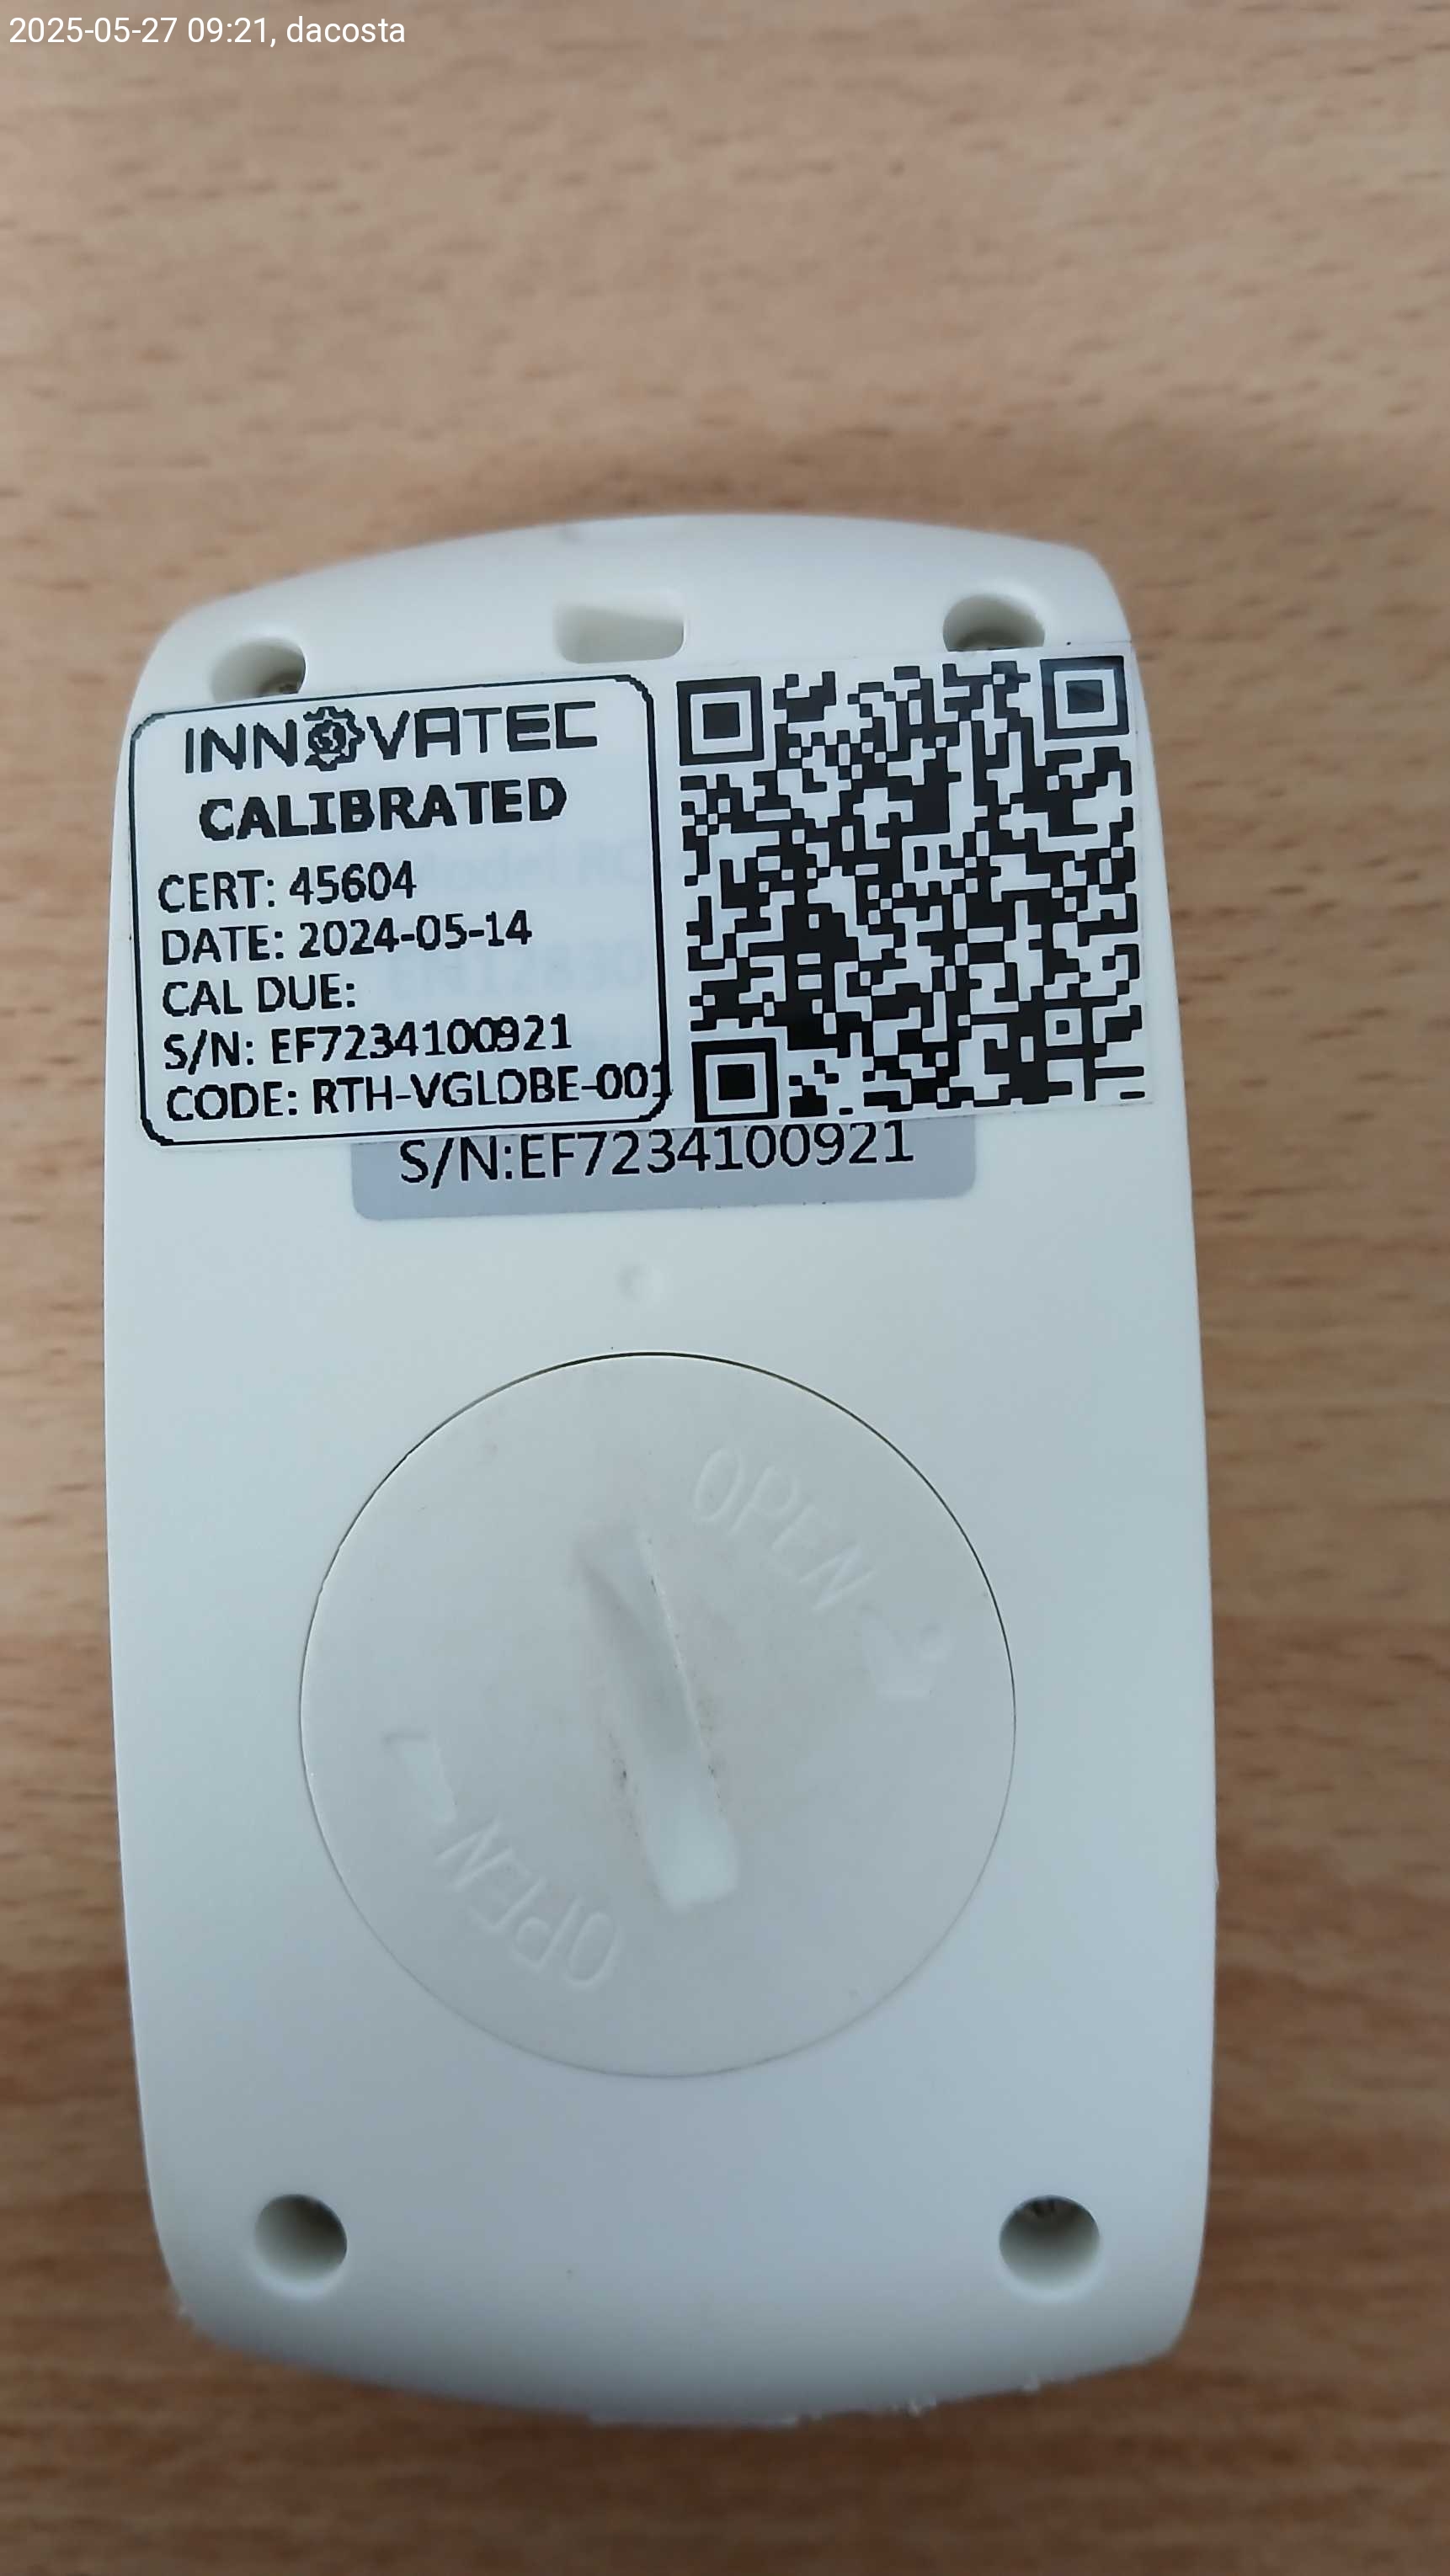 2025-05-27 09:21, dacosta
INNOVATEC
CALIBRATED
CERT: 45604
DATE: 2024-05-14
CAL DUE:
S/N: EF7234100921
CODE: RTH-VGLOBE-001
S/N:EF7234100921
OPEN
OPEN